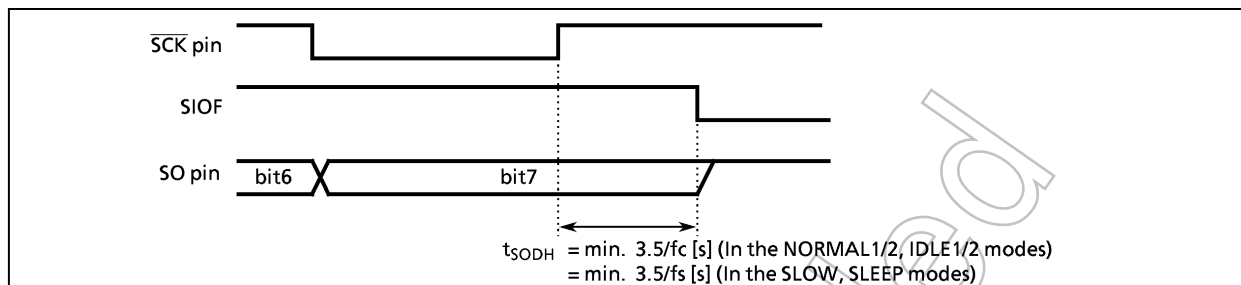 SCK pin
SIOF
SO pin bit6 bit7
tSODH = min. 3.5/fc [s] (In the NORMAL1/2, IDLE1/2 modes)
= min. 3.5/fs [s] (In the SLOW, SLEEP modes)